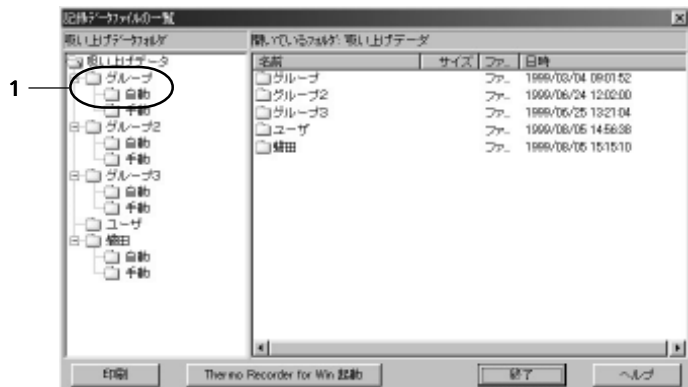 記録データファイルの一覧
吸い上げデータフォルダ
開いているフォルダ: 吸い上げデータ
吸い上げデータ
グループ
自動
手動
グループ2
自動
手動
グループ3
自動
手動
ユーザ
田
自動
手動
1
名前 サイズ ファ... 日時
グループ ファ... 1999/03/04 09:01:52
グループ2 ファ... 1999/06/24 12:02:00
グループ3 ファ... 1999/06/25 13:21:04
ユーザ ファ... 1999/08/05 14:56:38
田 ファ... 1999/08/05 15:15:10
印刷
Thermo Recorder for Win 起動
終了
ヘルプ